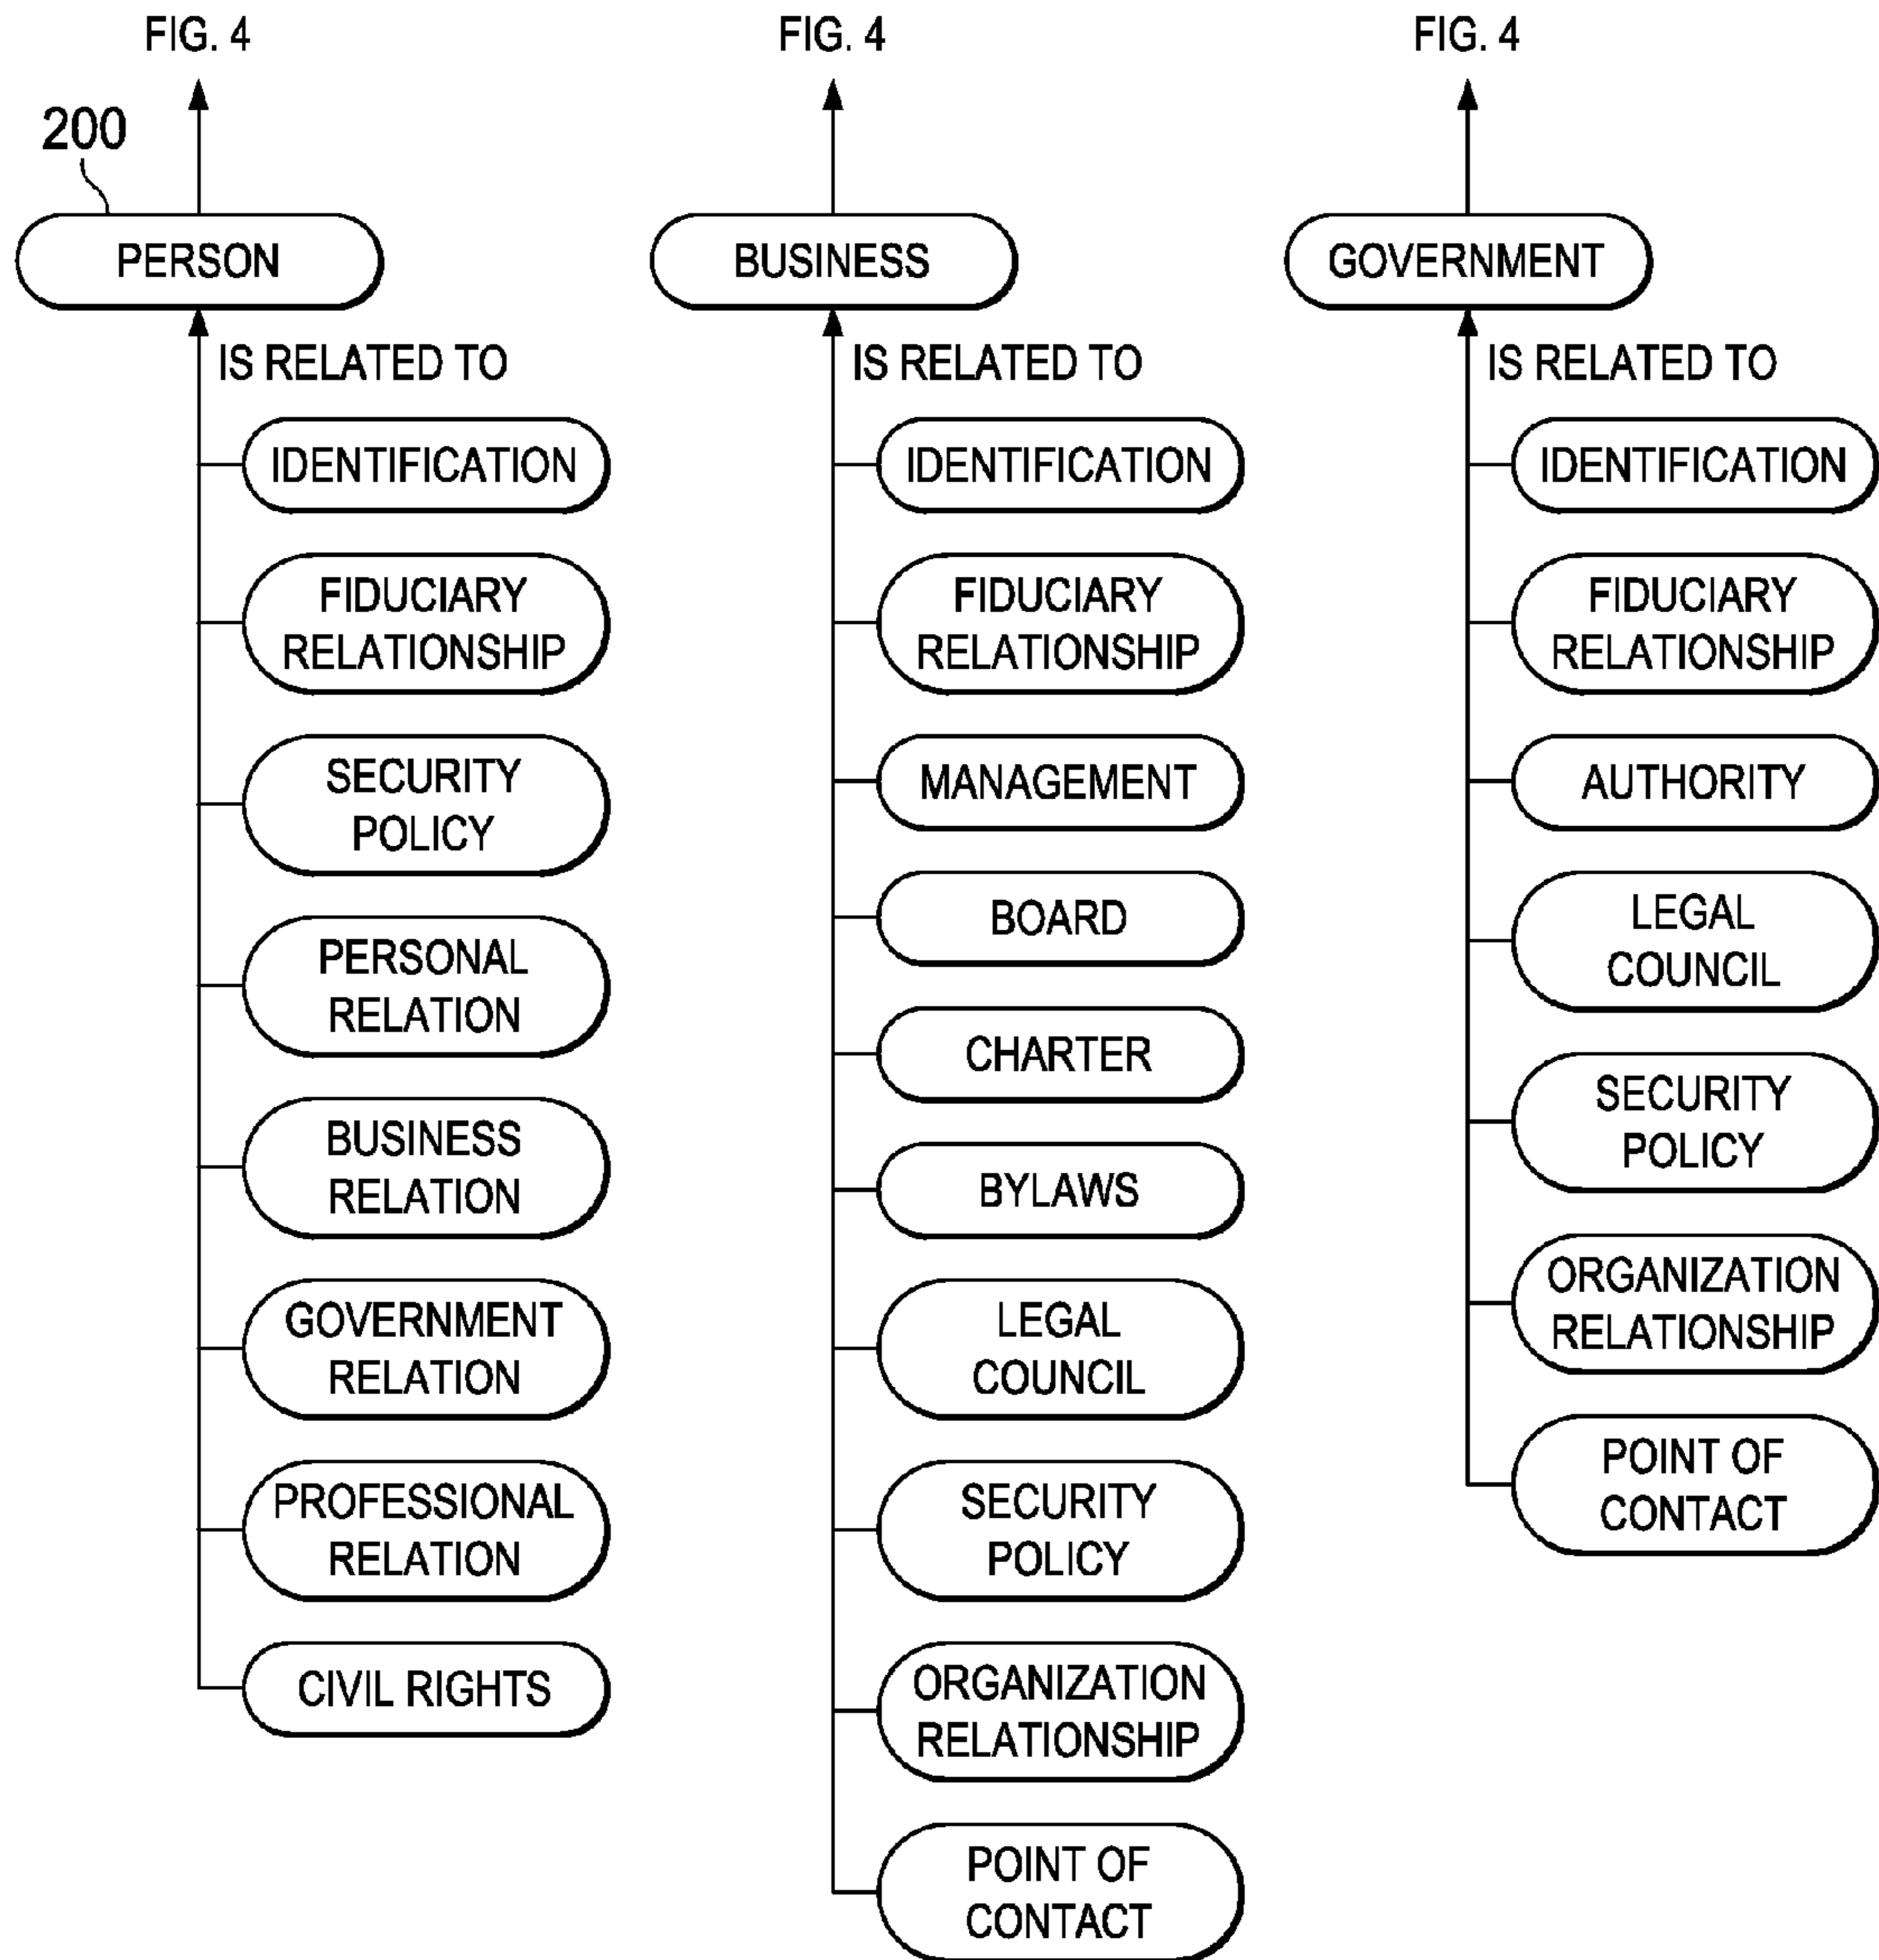 FIG. 4
200
PERSON
IS RELATED TO
IDENTIFICATION
FIDUCIARY
RELATIONSHIP
SECURITY
POLICY
PERSONAL
RELATION
BUSINESS
RELATION
GOVERNMENT
RELATION
PROFESSIONAL
RELATION
CIVIL RIGHTS
FIG. 4
BUSINESS
IS RELATED TO
IDENTIFICATION
FIDUCIARY
RELATIONSHIP
MANAGEMENT
BOARD
CHARTER
BYLAWS
LEGAL
COUNCIL
SECURITY
POLICY
ORGANIZATION
RELATIONSHIP
POINT OF
CONTACT
FIG. 4
GOVERNMENT
IS RELATED TO
IDENTIFICATION
FIDUCIARY
RELATIONSHIP
AUTHORITY
LEGAL
COUNCIL
SECURITY
POLICY
ORGANIZATION
RELATIONSHIP
POINT OF
CONTACT